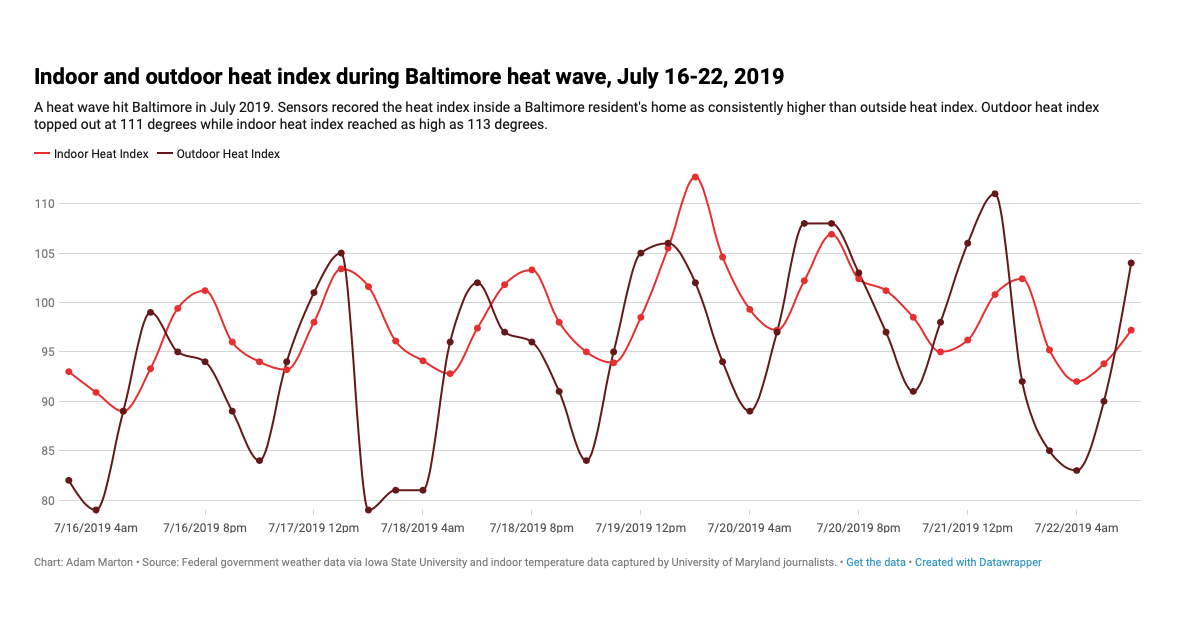 Indoor and outdoor heat index during Baltimore heat wave, July 16-22, 2019
A heat wave hit Baltimore in July 2019. Sensors recored the heat index inside a Baltimore resident's home as consistently higher than outside heat index. Outdoor heat index
topped out at 111 degrees while indoor heat index reached as high as 113 degrees.
Indoor Heat Index Outdoor Heat Index
110
105
100
95
90
85
80
7/16/2019 4am 7/16/2019 8pm 7/17/2019 12pm 7/18/2019 4am 7/18/2019 8pm 7/19/2019 12pm 7/20/2019 4am 7/20/2019 8pm 7/21/2019 12pm 7/22/2019 4am
Chart: Adam Marton • Source: Federal government weather data via Iowa State University and indoor temperature data captured by University of Maryland journalists. • Get the data • Created with Datawrapper